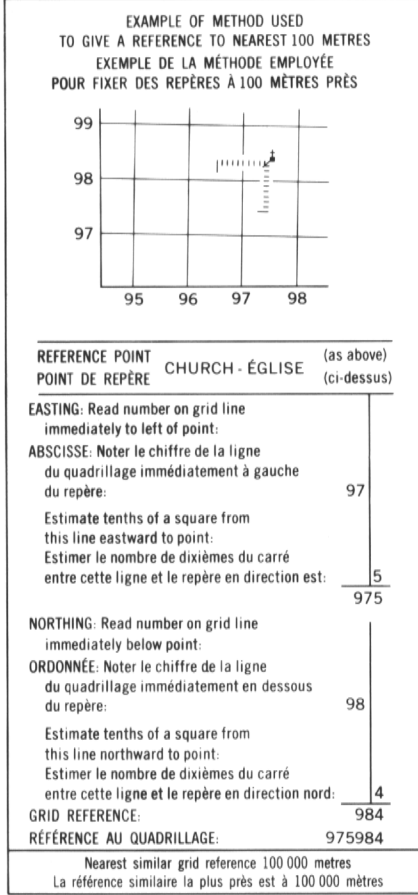 EXAMPLE OF METHOD USED
TO GIVE A REFERENCE TO NEAREST 100 METRES
EXEMPLE DE LA MÉTHODE EMPLOYÉE
POUR FIXER DES REPÈRES À 100 MÈTRES PRÈS
99
98
97
95 96 97 98
REFERENCE POINT
POINT DE REPÈRE
CHURCH - ÉGLISE
(as above)
(ci-dessus)
EASTING: Read number on grid line
immediately to left of point:
ABSCISSE: Noter le chiffre de la ligne
du quadrillage immédiatement à gauche
du repère: 97
Estimate tenths of a square from
this line eastward to point:
Estimer le nombre de dixièmes du carré
entre cette ligne et le repère en direction est: 5
975
NORTHING: Read number on grid line
immediately below point:
ORDONNÉE: Noter le chiffre de la ligne
du quadrillage immédiatement en dessous
du repère: 98
Estimate tenths of a square from
this line northward to point:
Estimer le nombre de dixièmes du carré
entre cette ligne et le repère en direction nord: 4
GRID REFERENCE: 984
RÉFÉRENCE AU QUADRILLAGE: 975984
Nearest similar grid reference 100 000 metres
La référence similaire la plus près est à 100 000 mètres